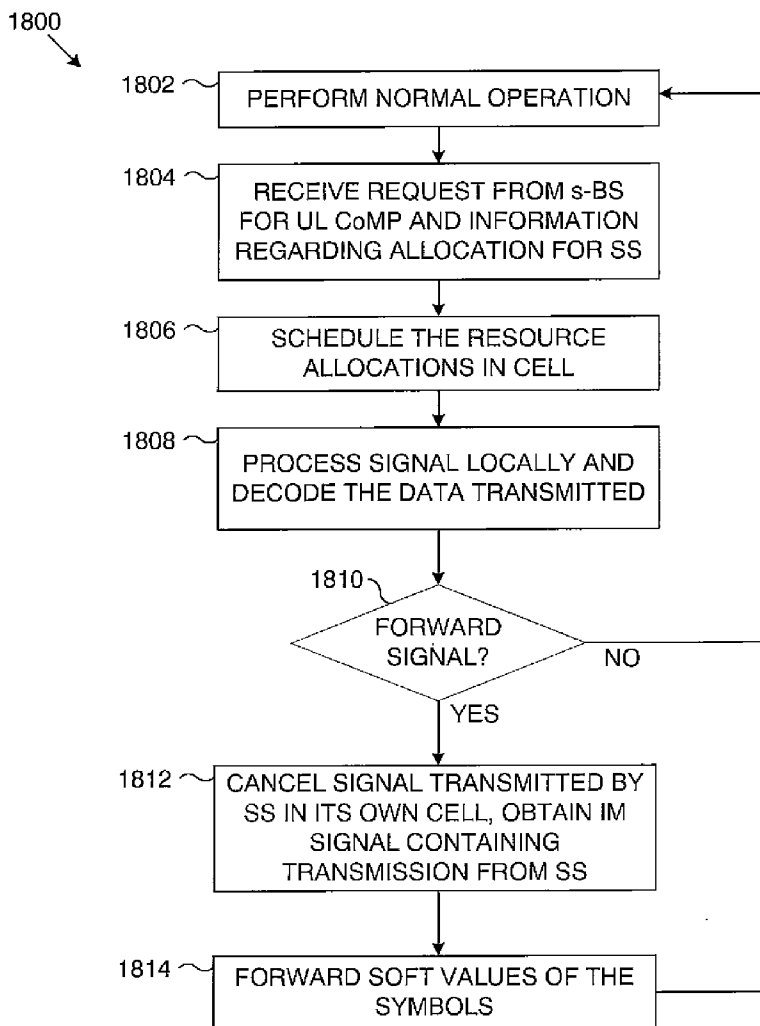 1800
1802
PERFORM NORMAL OPERATION
1804
RECEIVE REQUEST FROM s-BS
FOR UL CoMP AND INFORMATION
REGARDING ALLOCATION FOR SS
1806
SCHEDULE THE RESOURCE
ALLOCATIONS IN CELL
1808
PROCESS SIGNAL LOCALLY AND
DECODE THE DATA TRANSMITTED
1810
FORWARD
SIGNAL?
NO
YES
1812
CANCEL SIGNAL TRANSMITTED BY
SS IN ITS OWN CELL, OBTAIN IM
SIGNAL CONTAINING
TRANSMISSION FROM SS
1814
FORWARD SOFT VALUES OF THE
SYMBOLS